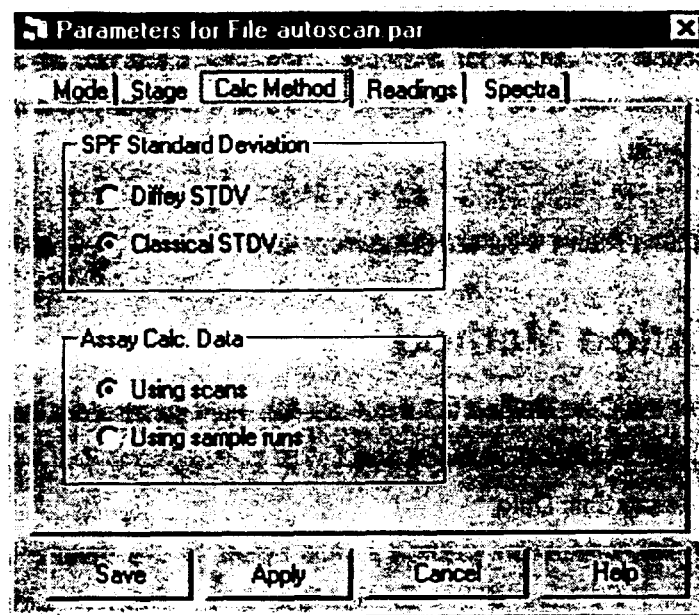 Parameters for File autoscan.par
Mode Stage Calc Method Readings Spectra
SPF Standard Deviation
Diffey STDV
Classical STDV
Assay Calc. Data
Using scans
Using sample runs
Save Apply Cancel Help